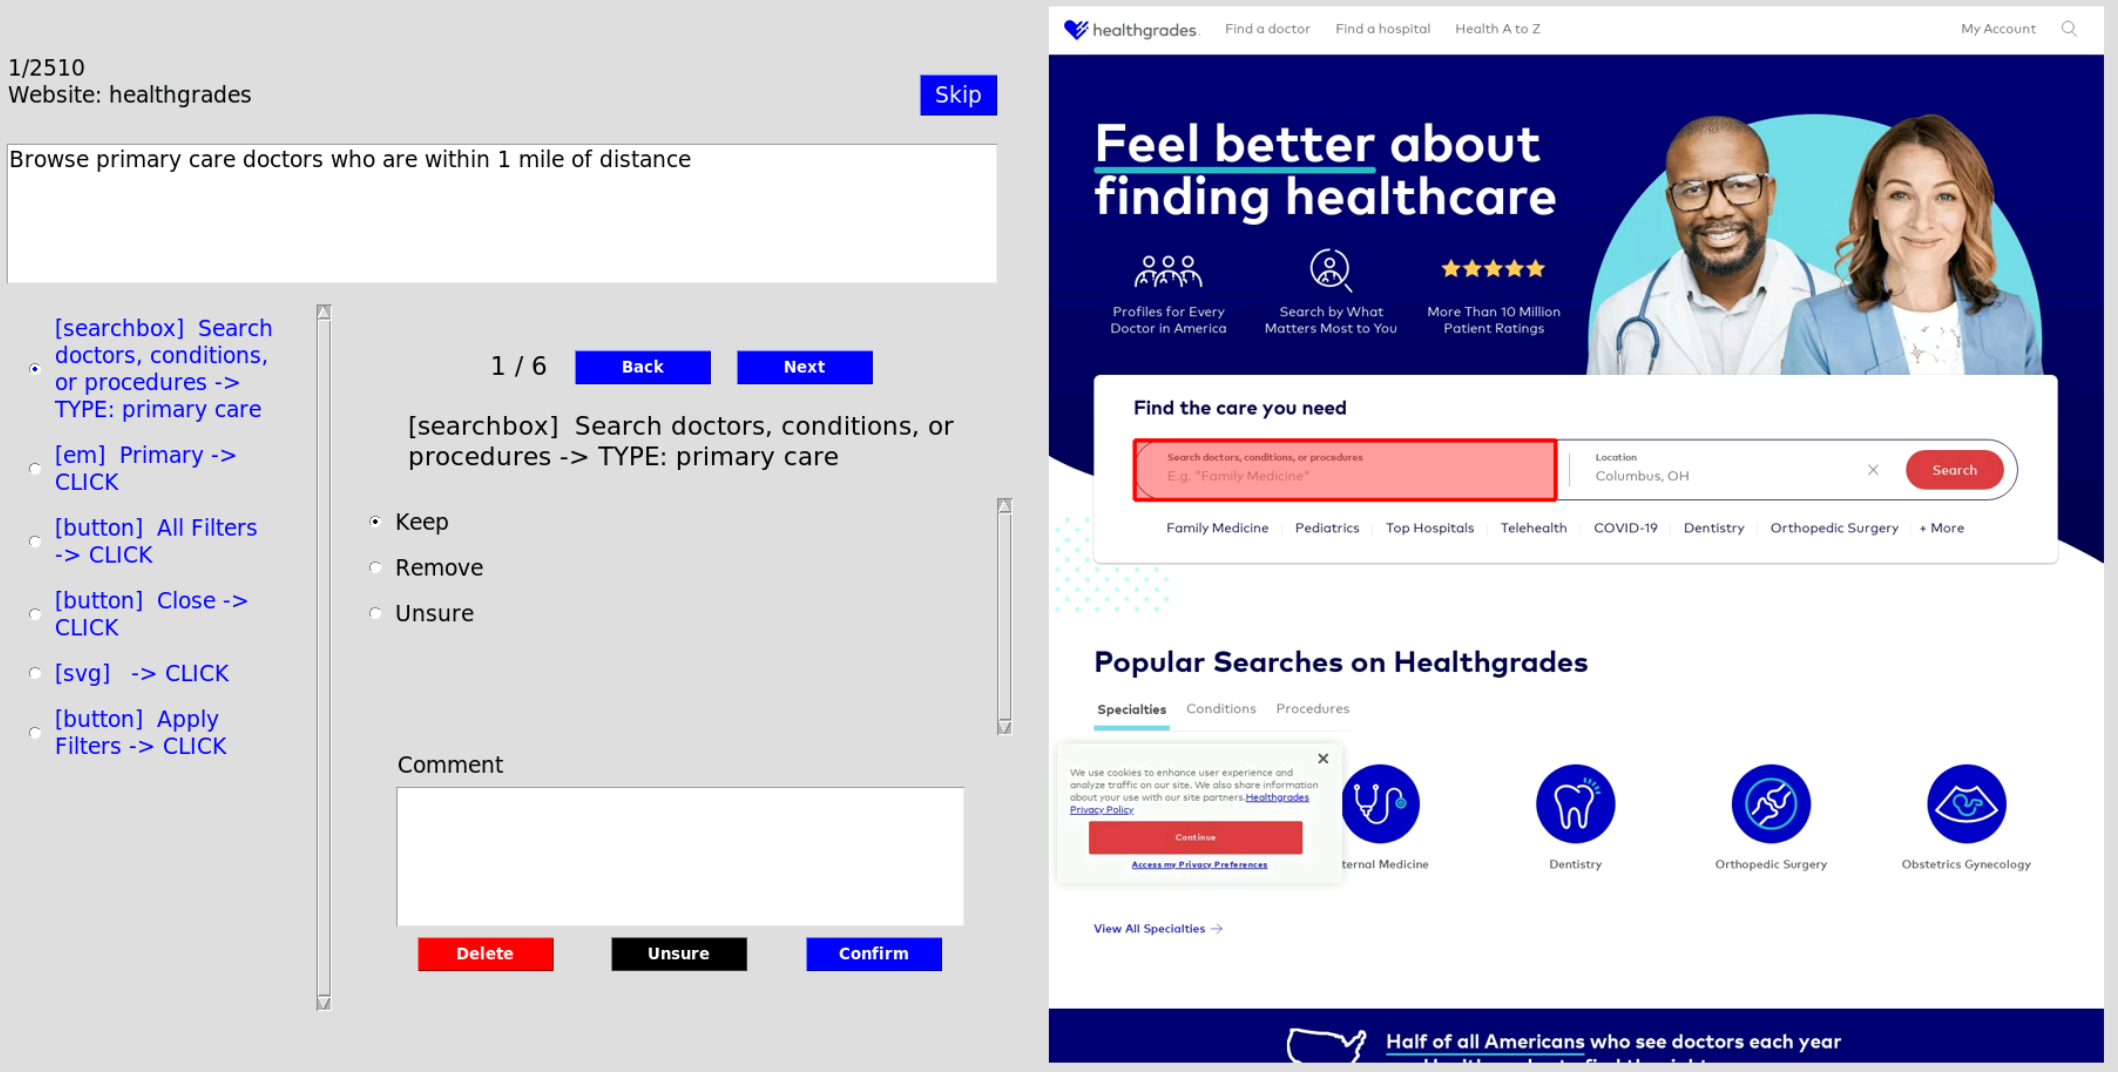 1/2510
Website: healthgrades
Skip
Browse primary care doctors who are within 1 mile of distance
[searchbox] Search
doctors, conditions,
or procedures ->
TYPE: primary care
[em] Primary ->
CLICK
[button] All Filters
-> CLICK
[button] Close ->
CLICK
[svg] -> CLICK
[button] Apply
Filters -> CLICK
1 / 6
Back
Next
[searchbox] Search doctors, conditions, or
procedures -> TYPE: primary care
Keep
Remove
Unsure
Comment
Delete
Unsure
Confirm
healthgrades.
Find a doctor
Find a hospital
Health A to Z
My Account
Feel better about
finding healthcare
Profiles for Every
Doctor in America
Search by What
Matters Most to You
More Than 10 Million
Patient Ratings
Find the care you need
Search doctors, conditions, or procedures
E.g. "Family Medicine"
Location
Columbus, OH
Search
Family Medicine
Pediatrics
Top Hospitals
Telehealth
COVID-19
Dentistry
Orthopedic Surgery
+ More
Popular Searches on Healthgrades
Specialties
Conditions
Procedures
We use cookies to enhance user experience and
analyze traffic on our site. We also share information
about your use with our site partners.Healthgrades
Privacy Policy
Continue
Access my Privacy Preferences
ternal Medicine
Dentistry
Orthopedic Surgery
Obstetrics Gynecology
View All Specialties
Half of all Americans who see doctors each year